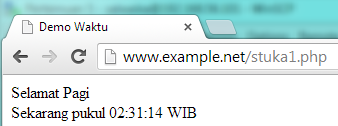 Demo Waktu
www.example.net/stuka1.php
Selamat Pagi
Sekarang pukul 02:31:14 WIB